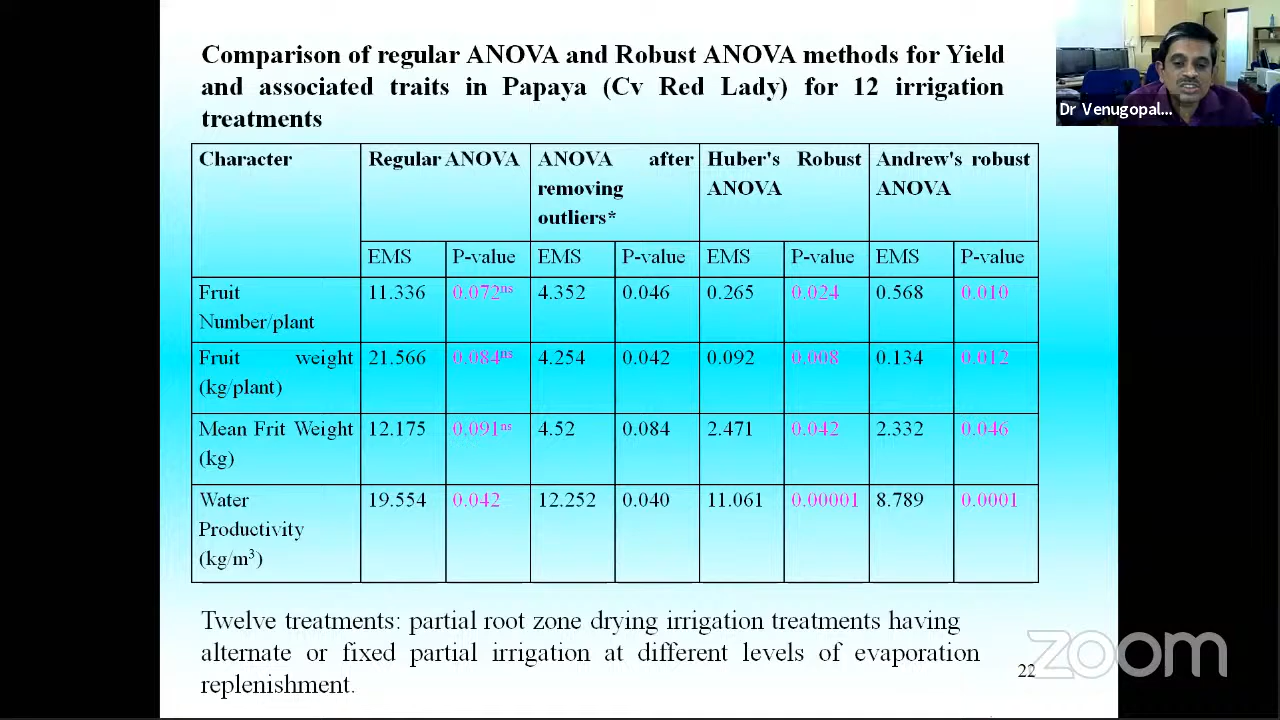 Comparison of regular ANOVA and Robust ANOVA methods for Yield
and associated traits in Papaya (Cv Red Lady) for 12 irrigation
treatments
Dr Venugopal...
Character Regular ANOVA ANOVA after Huber's Robust Andrew's robust
removing ANOVA ANOVA
outliers*
EMS P-value EMS P-value EMS P-value EMS P-value
Fruit 11.336 0.072ⁿˢ 4.352 0.046 0.265 0.024 0.568 0.010
Number/plant
Fruit weight 21.566 0.084ⁿˢ 4.254 0.042 0.092 0.008 0.134 0.012
(kg/plant)
Mean Frit Weight 12.175 0.091ⁿˢ 4.52 0.084 2.471 0.042 2.332 0.046
(kg)
Water 19.554 0.042 12.252 0.040 11.061 0.00001 8.789 0.0001
Productivity
(kg/m³)
Twelve treatments: partial root zone drying irrigation treatments having
alternate or fixed partial irrigation at different levels of evaporation
replenishment.
22
zoom